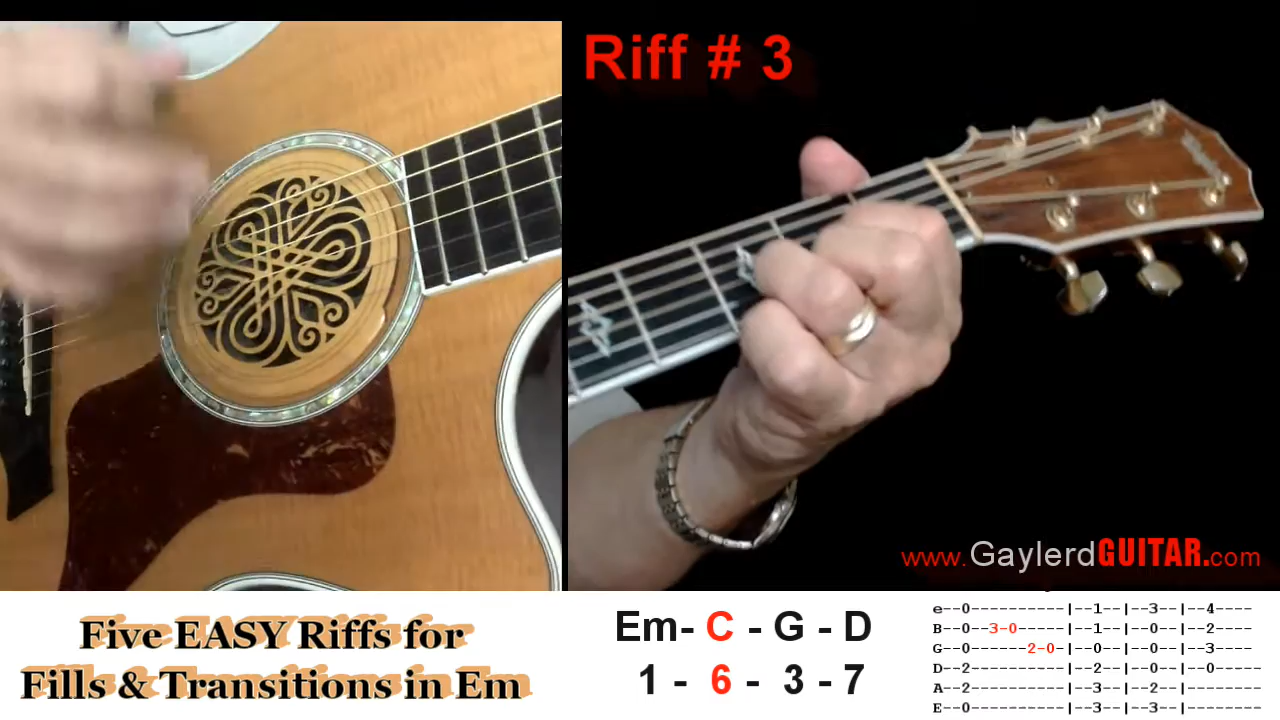 Riff # 3
www.GaylerdGUITAR.com
Five EASY Riffs for
Fills & Transitions in Em
Em- C - G - D
1 - 6 - 3 - 7
e--0----------|--1--|--3--|--4----
B--0--3-0-----|--1--|--0--|--2----
G--0------2-0-|--0--|--0--|--3----
D--2----------|--2--|--0--|--0----
A--2----------|--3--|--2--|-------
E--0----------|--3--|--3--|-------